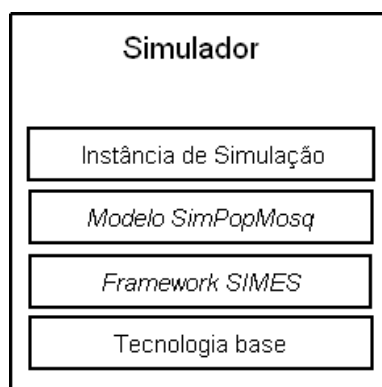 Simulador
Instância de Simulação
Modelo SimPopMosq
Framework SIMES
Tecnologia base